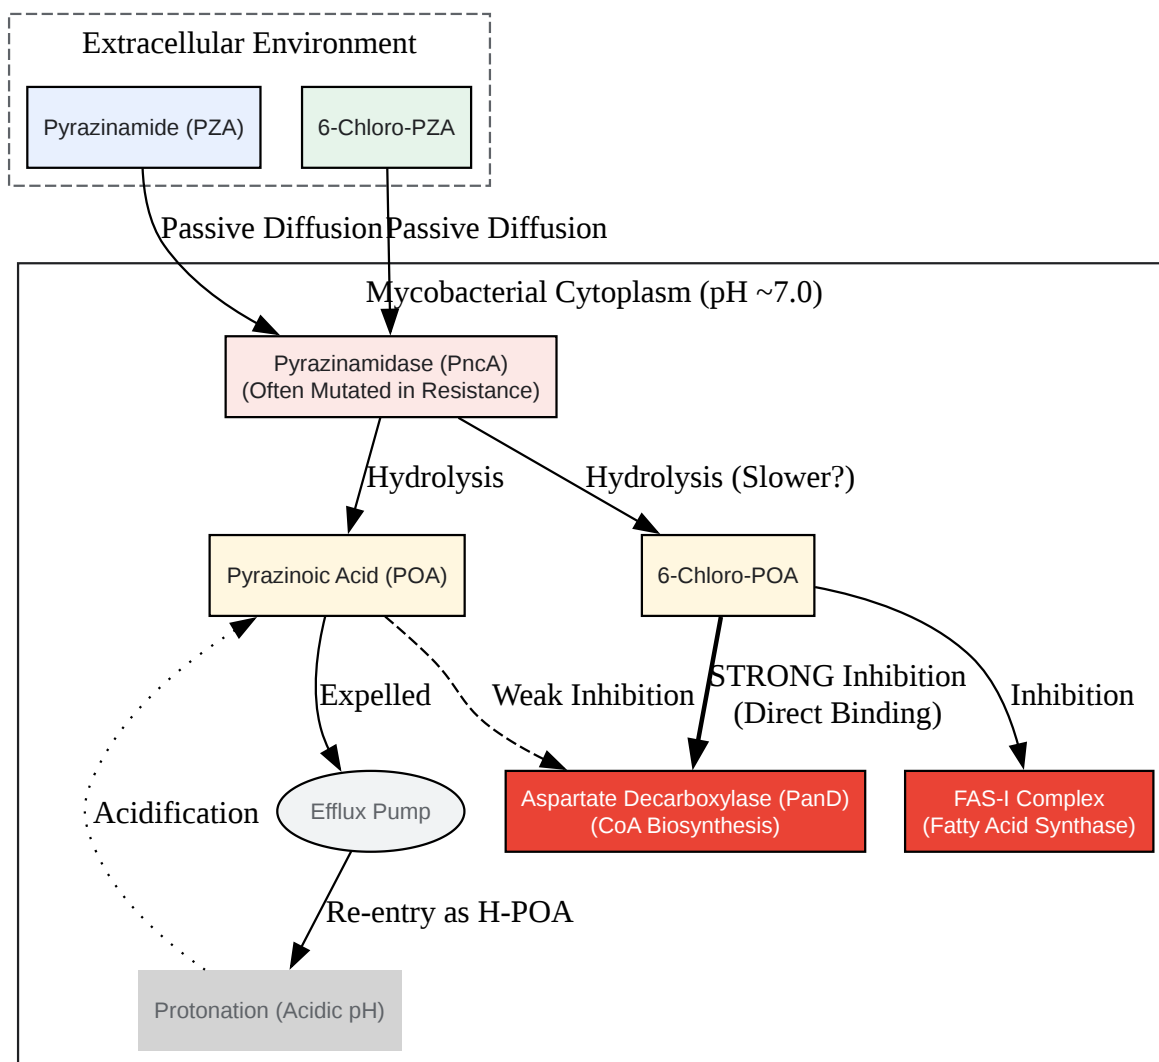 Extracellular Environment
Pyrazinamide (PZA)
6-Chloro-PZA
Passive Diffusion
Passive Diffusion
Mycobacterial Cytoplasm (pH ~7.0)
Pyrazinamidase (PncA)
(Often Mutated in Resistance)
Hydrolysis
Hydrolysis (Slower?)
Pyrazinoic Acid (POA)
6-Chloro-POA
Expelled
Weak Inhibition
STRONG Inhibition
(Direct Binding)
Inhibition
Acidification
Efflux Pump
Aspartate Decarboxylase (PanD)
(CoA Biosynthesis)
FAS-I Complex
(Fatty Acid Synthase)
Re-entry as H-POA
Protonation (Acidic pH)